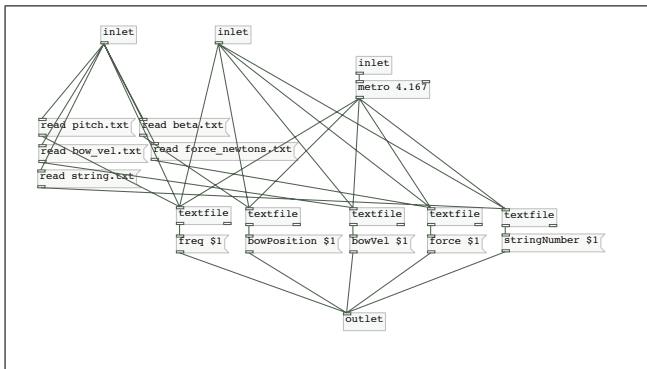 inlet
inlet
inlet
metro 4.167
read pitch.txt
read beta.txt
read bow_vel.txt
read force_newtons.txt
read string.txt
textfile
textfile
textfile
textfile
textfile
freq $1
bowPosition $1
bowVel $1
force $1
stringNumber $1
outlet